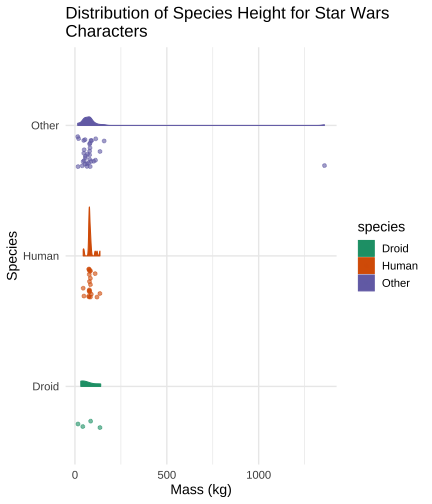 Distribution of Species Height for Star Wars
Characters
Species
Other
Human
Droid
0
500
1000
Mass (kg)
species
Droid
Human
Other